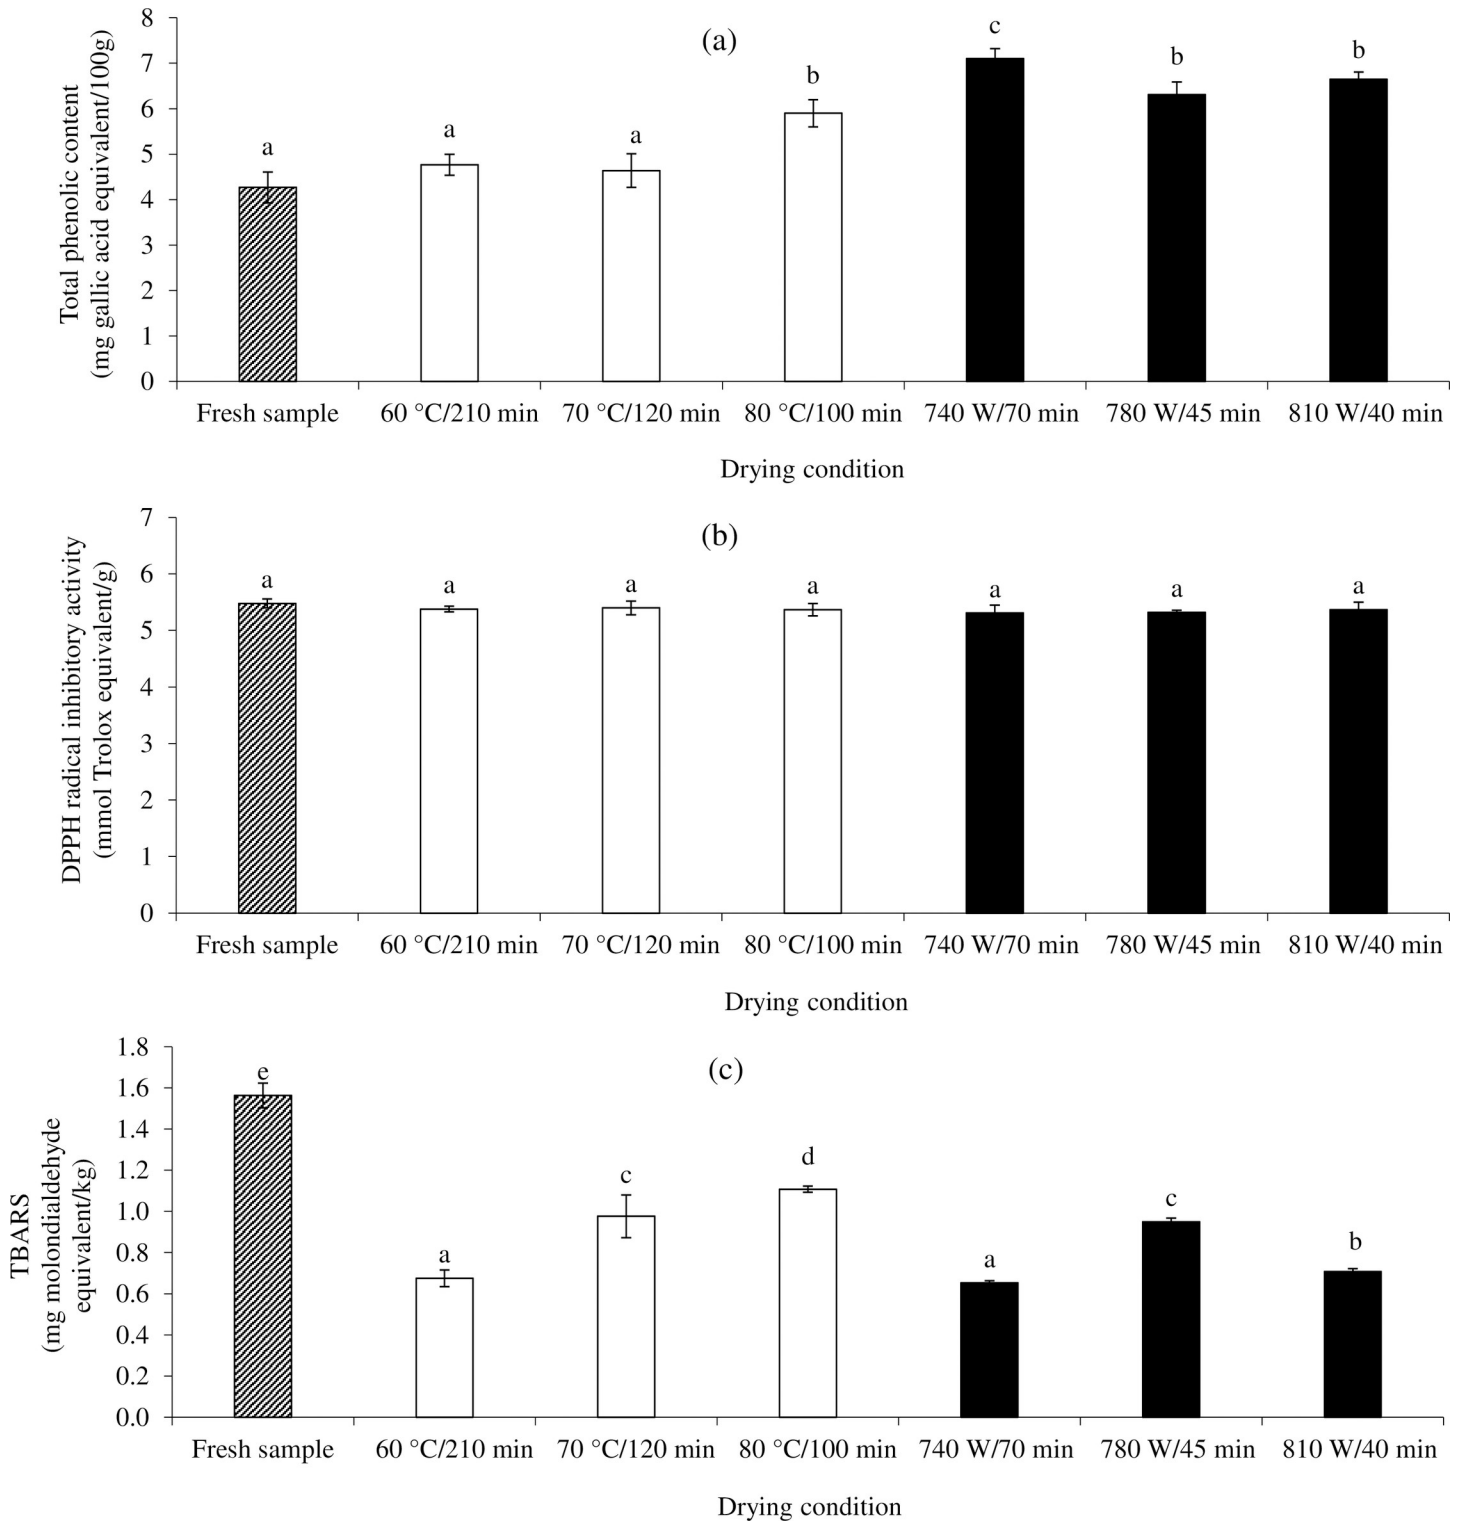 (a)
Total phenolic content
(mg gallic acid equivalent/100g)
8
7
6
5
4
3
2
1
0
a
a
a
b
c
b
b
Fresh sample
60 °C/210 min
70 °C/120 min
80 °C/100 min
740 W/70 min
780 W/45 min
810 W/40 min
Drying condition
(b)
DPPH radical inhibitory activity
(mmol Trolox equivalent/g)
7
6
5
4
3
2
1
0
a
a
a
a
a
a
a
Fresh sample
60 °C/210 min
70 °C/120 min
80 °C/100 min
740 W/70 min
780 W/45 min
810 W/40 min
Drying condition
(c)
TBARS
(mg molondialdehyde
equivalent/kg)
1.8
1.6
1.4
1.2
1.0
0.8
0.6
0.4
0.2
0.0
e
a
c
d
a
c
b
Fresh sample
60 °C/210 min
70 °C/120 min
80 °C/100 min
740 W/70 min
780 W/45 min
810 W/40 min
Drying condition